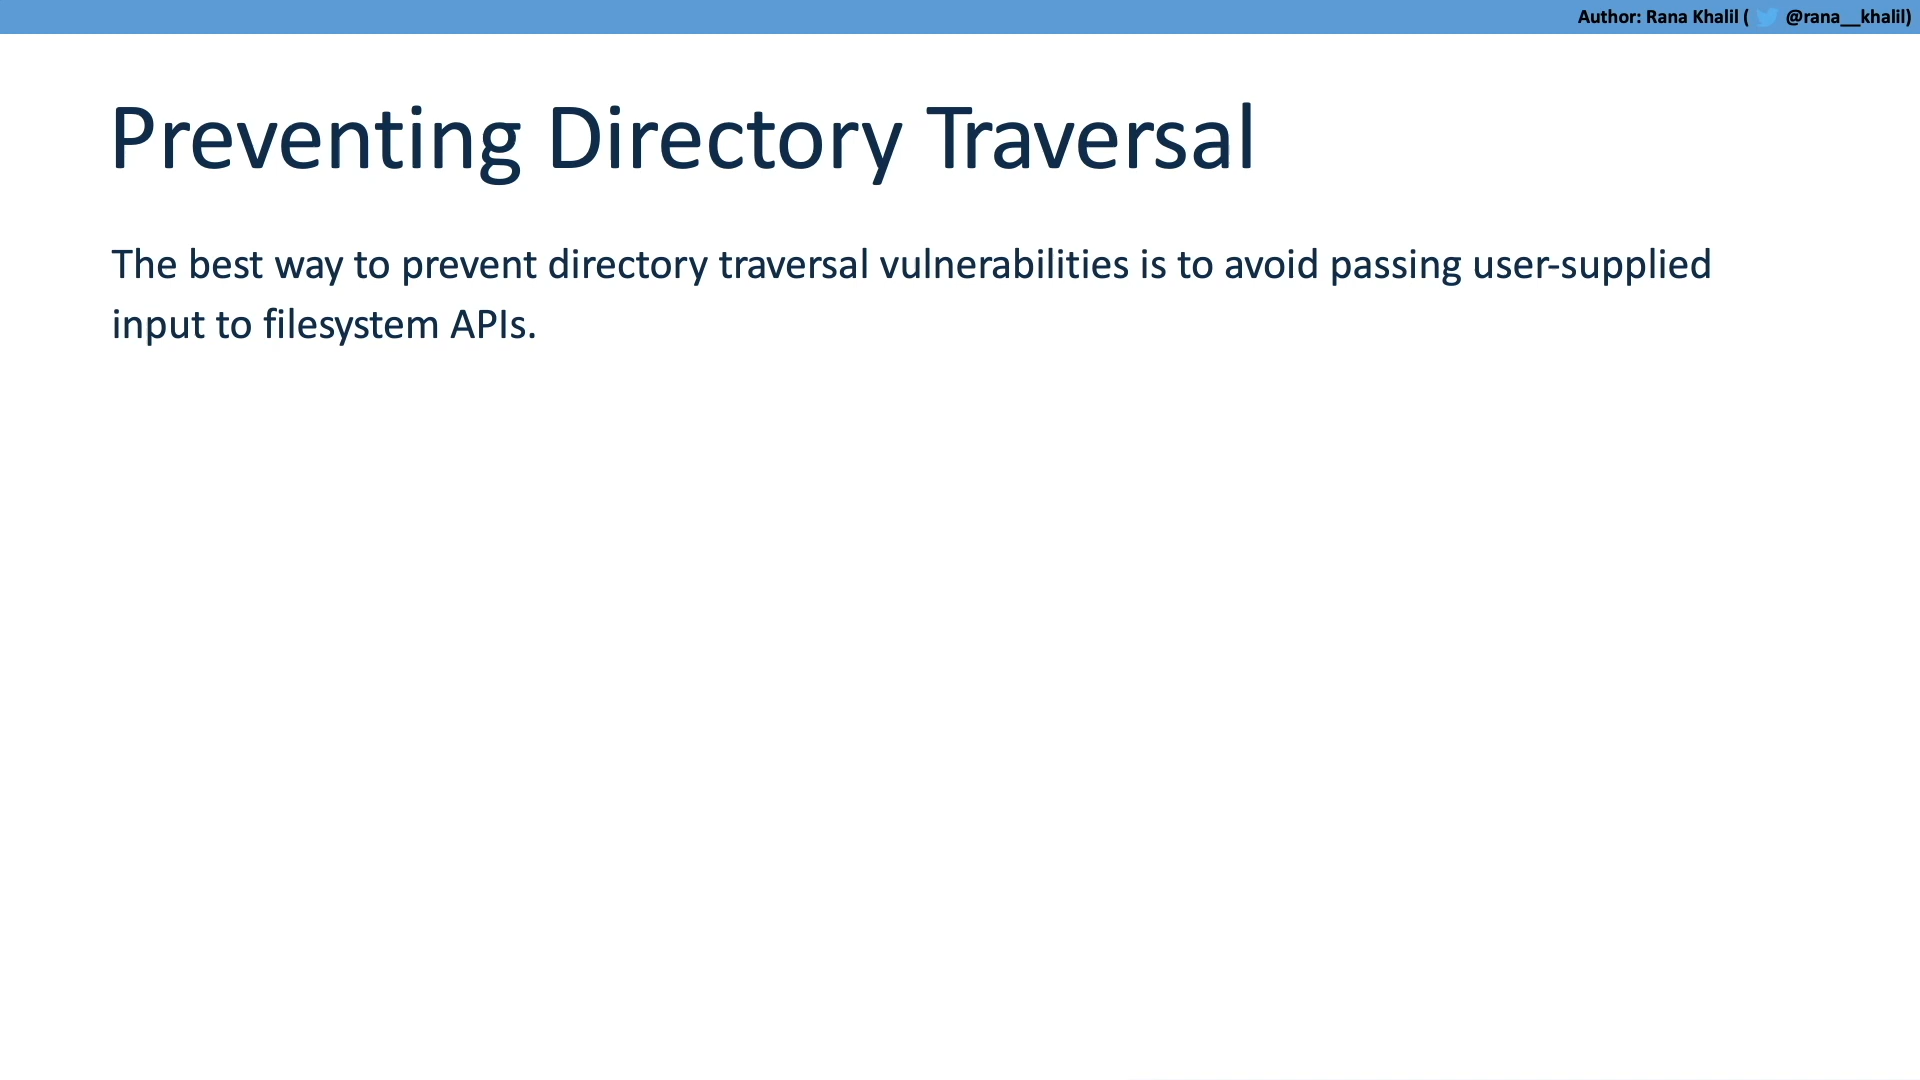 Author: Rana Khalil ( @rana__khalil)
Preventing Directory Traversal
The best way to prevent directory traversal vulnerabilities is to avoid passing user-supplied
input to filesystem APIs.